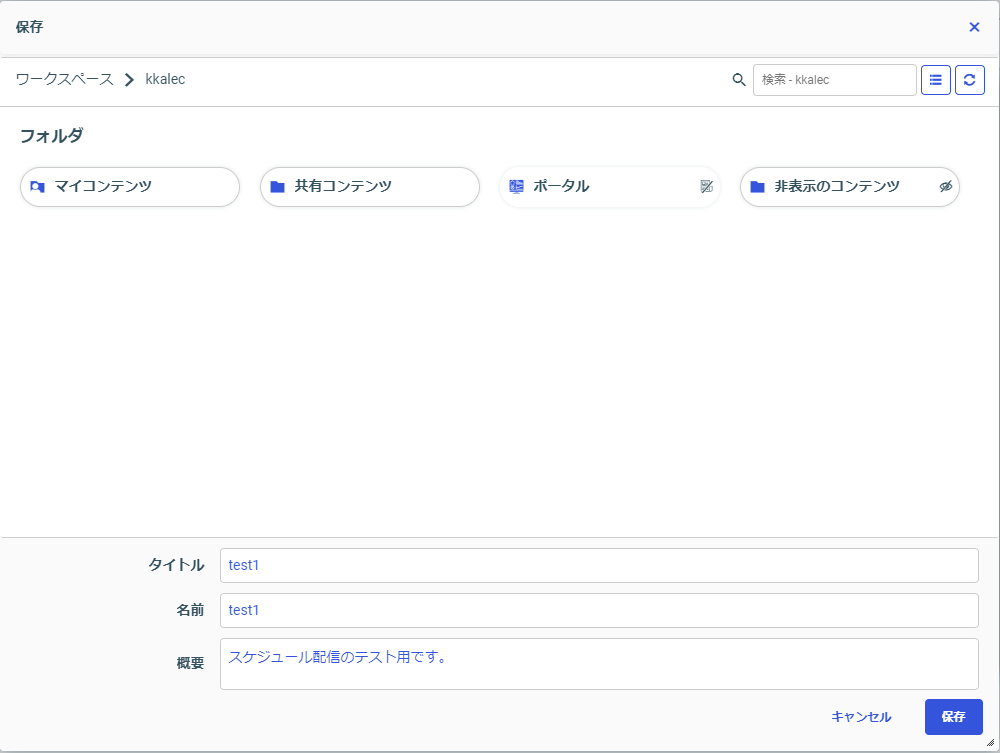 保存
ワークスペース kkalec
検索 - kkalec
フォルダ
マイコンテンツ 共有コンテンツ ポータル 非表示のコンテンツ
タイトル test1
名前 test1
概要 スケジュール配信のテスト用です。
キャンセル 保存